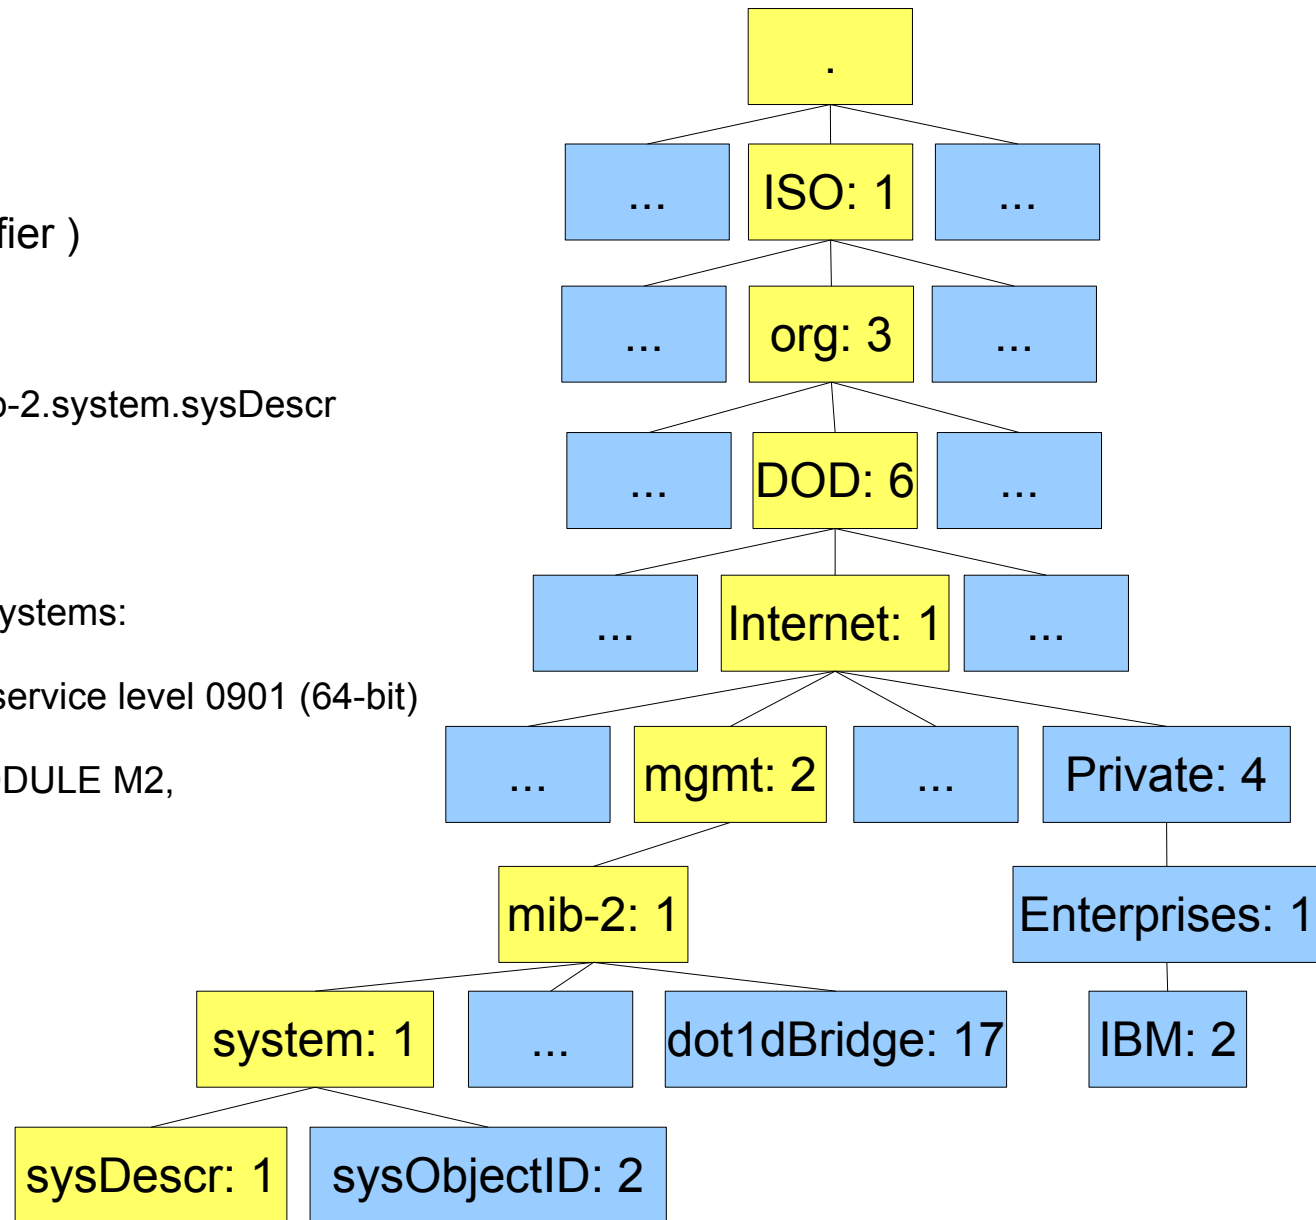 .
... ISO: 1 ...
fier )
... org: 3 ...
o-2.system.sysDescr
... DOD: 6 ...
ystems:
... Internet: 1 ...
service level 0901 (64-bit)
ODULE M2,
... mgmt: 2 ... Private: 4
mib-2: 1 Enterprises: 1
system: 1 ... dot1dBridge: 17 IBM: 2
sysDescr: 1 sysObjectID: 2